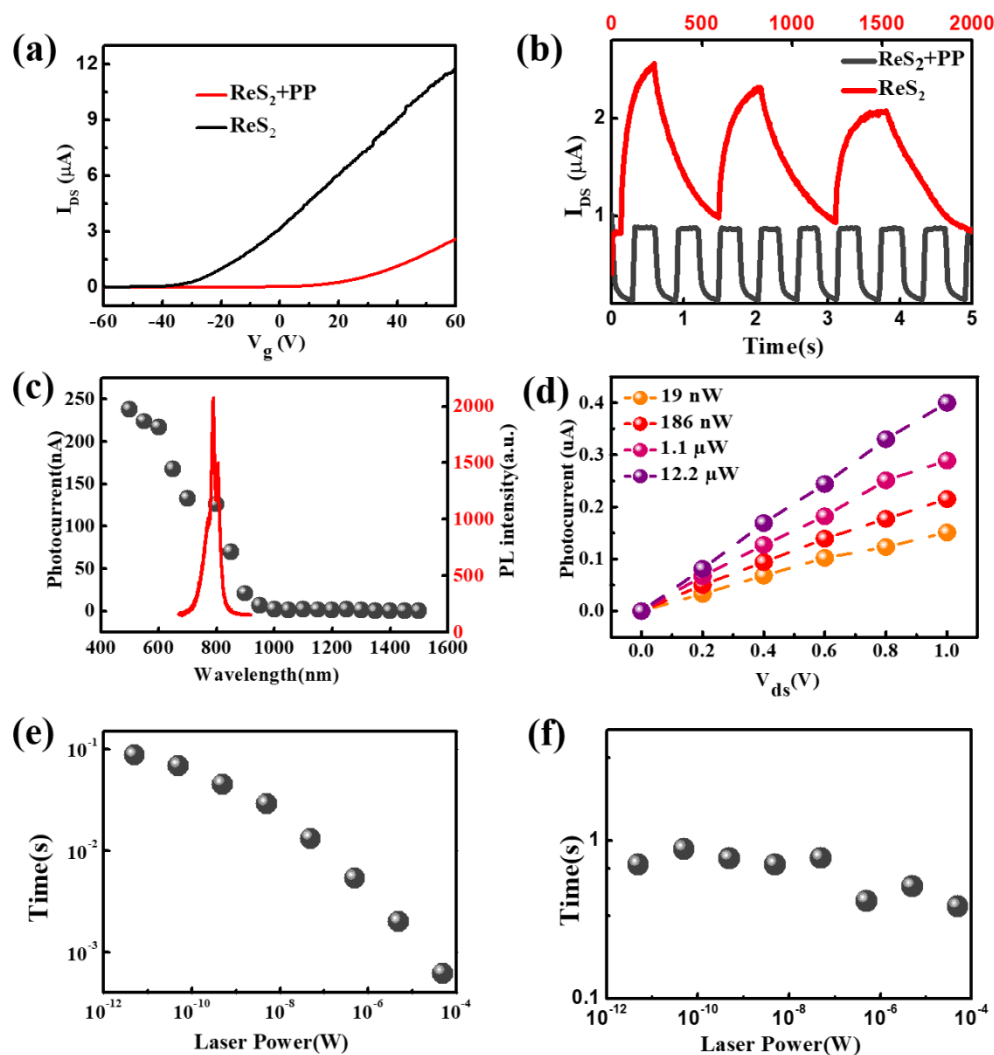 (a)
12
9
6
3
0
I_DS (μA)
ReS₂+PP
ReS₂
-60 -40 -20 0 20 40 60
V_g (V)
(b)
0 500 1000 1500 2000
ReS₂+PP
ReS₂
2
1
I_DS (μA)
0 1 2 3 4 5
Time(s)
(c)
250
200
150
100
50
0
Photocurrent(nA)
2000
1500
1000
500
0
PL intensity(a.u.)
400 600 800 1000 1200 1400 1600
Wavelength(nm)
(d)
19 nW
186 nW
1.1 μW
12.2 μW
0.4
0.3
0.2
0.1
0.0
Photocurrent (uA)
0.0 0.2 0.4 0.6 0.8 1.0
V_ds(V)
(e)
10⁻¹
10⁻²
10⁻³
Time(s)
10⁻¹² 10⁻¹⁰ 10⁻⁸ 10⁻⁶ 10⁻⁴
Laser Power(W)
(f)
1
0.1
Time(s)
10⁻¹² 10⁻¹⁰ 10⁻⁸ 10⁻⁶ 10⁻⁴
Laser Power(W)